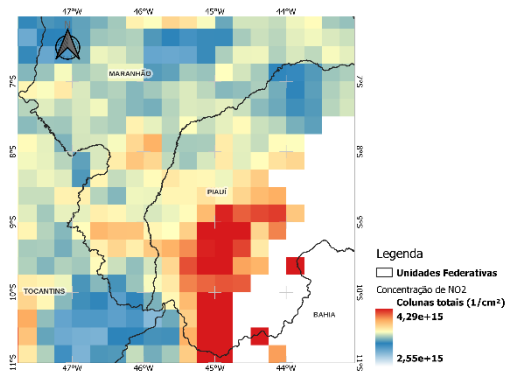 47°W 46°W 45°W 44°W
MARANHÃO
7°S 7°S
8°S 8°S
PIAUÍ
9°S 9°S
TOCANTINS
10°S 10°S
BAHIA
11°S 11°S
47°W 46°W 45°W 44°W
Legenda
Unidades Federativas
Concentração de NO2
Colunas totais (1/cm²)
4,29e+15
2,55e+15